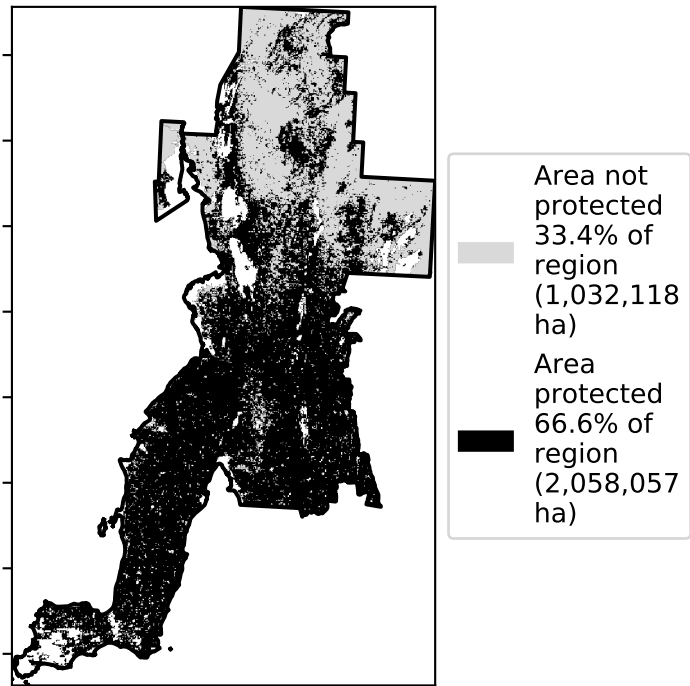 Area not
protected
33.4% of
region
(1,032,118
ha)
Area
protected
66.6% of
region
(2,058,057
ha)